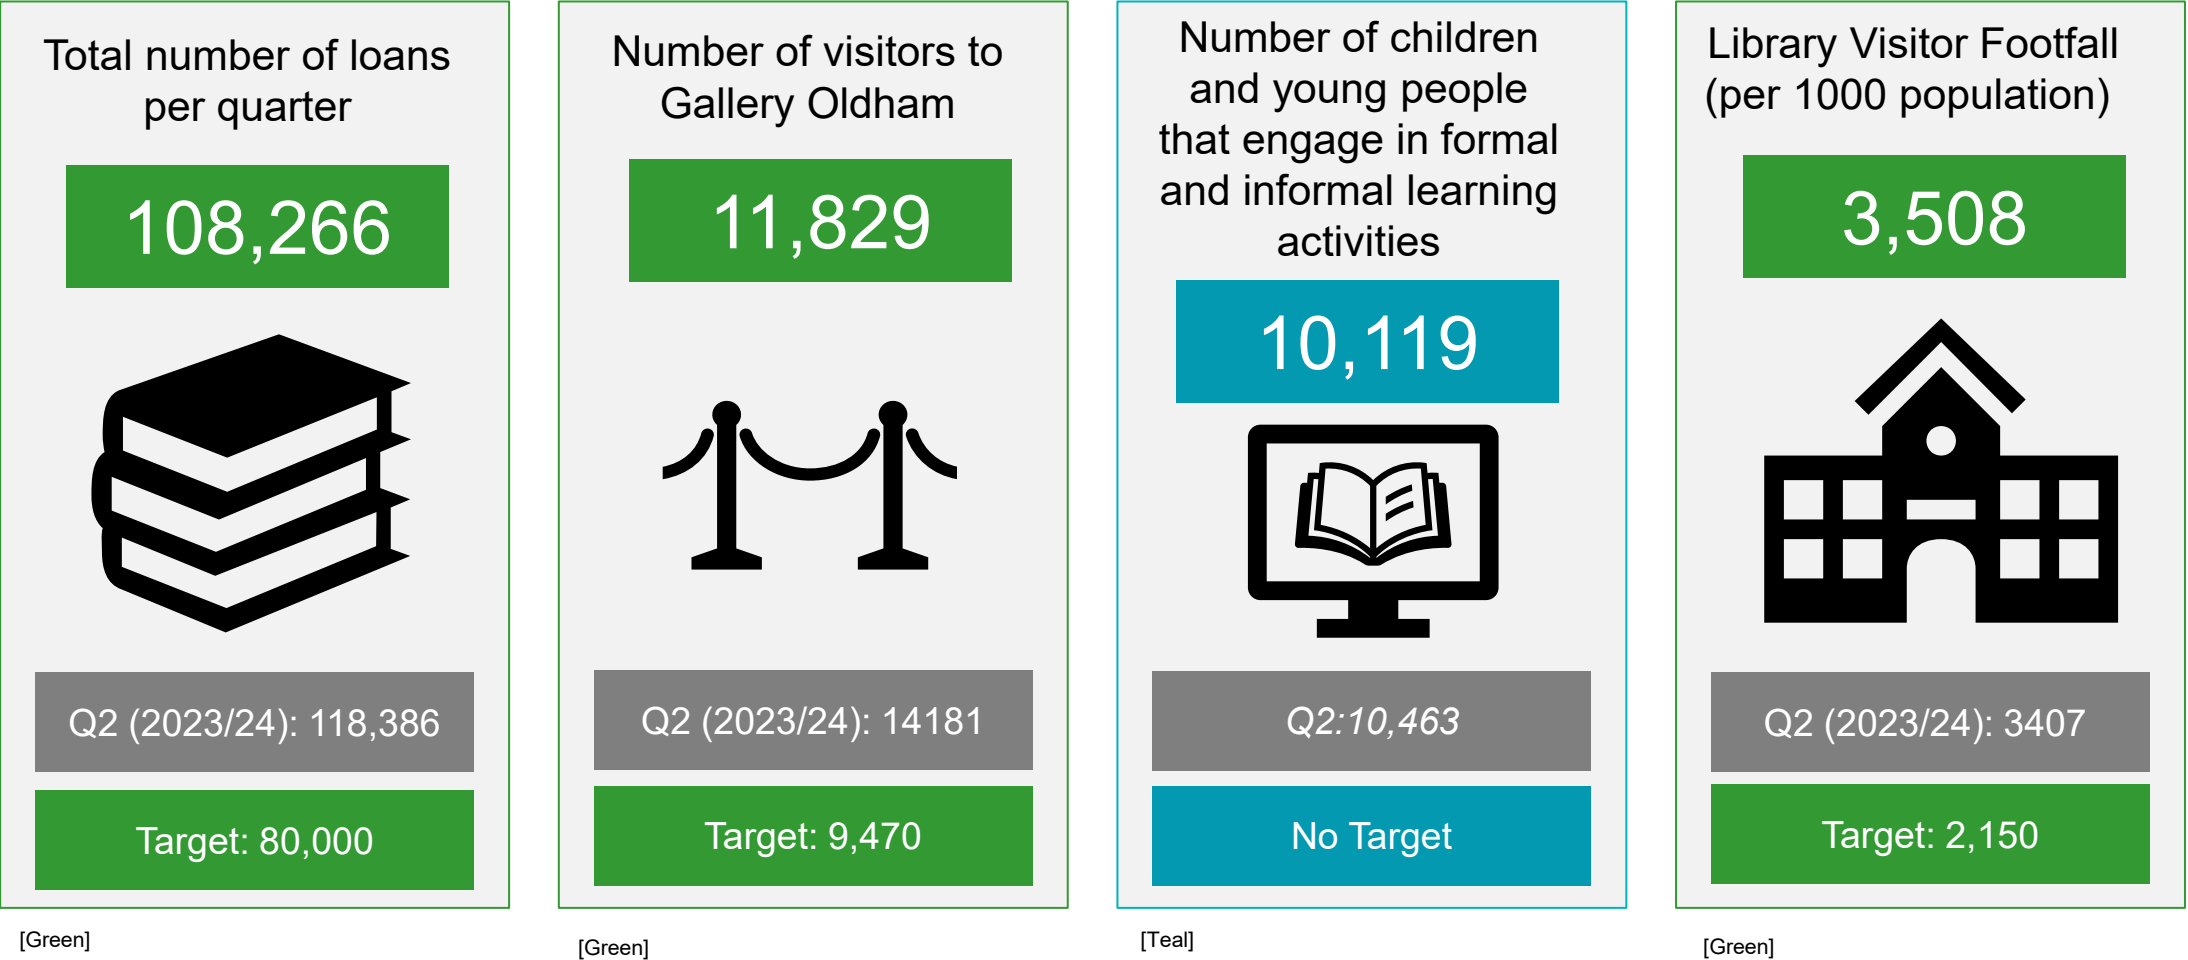 Total number of loans
per quarter
108,266
Q2 (2023/24): 118,386
Target: 80,000
[Green]
Number of visitors to
Gallery Oldham
11,829
Q2 (2023/24): 14181
Target: 9,470
[Green]
Number of children
and young people
that engage in formal
and informal learning
activities
10,119
Q2:10,463
No Target
[Teal]
Library Visitor Footfall
(per 1000 population)
3,508
Q2 (2023/24): 3407
Target: 2,150
[Green]